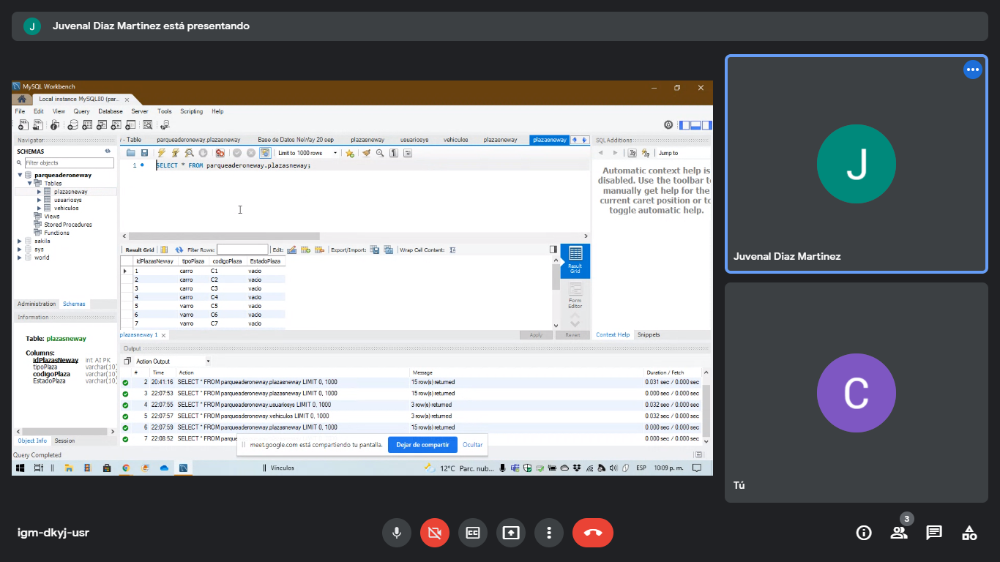 J Juvenal Diaz Martinez está presentando
MySQL Workbench
Local instance MySQL80 (par...
File Edit View Query Database Server Tools Scripting Help
Navigator
SCHEMAS
Filter objects
parqueaderoneway
Tables
plazasneway
usuariosys
vehiculos
Views
Stored Procedures
Functions
sakila
sys
world
Administration Schemas
Information
Table: plazasneway
Columns:
idPlazasNeway int AI PK
tipoPlaza varchar(10)
codigoPlaza varchar(10)
EstadoPlaza varchar(10)
Object Info Session
Query Completed
- Table parqueaderoneway.plazasneway Base de Datos NeWay 20 sep plazasneway usuariosys vehiculos plazasneway plazasneway
Limit to 1000 rows
1 SELECT * FROM parqueaderoneway.plazasneway;
Result Grid Filter Rows: Edit: Export/Import: Wrap Cell Content:
idPlazasNeway tipoPlaza codigoPlaza EstadoPlaza
1 carro C1 vacio
2 carro C2 vacio
3 carro C3 vacio
4 carro C4 vacio
5 varro C5 vacio
6 varro C6 vacio
7 varro C7 vacio
Result Grid
Form Editor
plazasneway 1
Apply Revert
SQLAdditions
Jump to
Automatic context help is
disabled. Use the toolbar to
manually get help for the
current caret position or to
toggle automatic help.
Context Help Snippets
Output
Action Output
# Time Action Message Duration / Fetch
2 20:41:16 SELECT * FROM parqueaderoneway.plazasneway LIMIT 0, 1000 15 row(s) returned 0.031 sec / 0.000 sec
3 22:07:53 SELECT * FROM parqueaderoneway.plazasneway LIMIT 0, 1000 15 row(s) returned 0.000 sec / 0.000 sec
4 22:07:55 SELECT * FROM parqueaderoneway.usuariosys LIMIT 0, 1000 3 row(s) returned 0.032 sec / 0.000 sec
5 22:07:57 SELECT * FROM parqueaderoneway.vehiculos LIMIT 0, 1000 3 row(s) returned 0.032 sec / 0.000 sec
6 22:07:59 SELECT * FROM parqueaderoneway.plazasneway LIMIT 0, 1000 15 row(s) returned 0.000 sec / 0.000 sec
7 22:08:52 SELECT * FROM parque 0.000 sec / 0.000 sec
meet.google.com está compartiendo tu pantalla. Dejar de compartir Ocultar
Vínculos 12°C Parc. nub... ESP 10:09 p. m.
J
Juvenal Diaz Martinez
C
Tú
igm-dkyj-usr
3